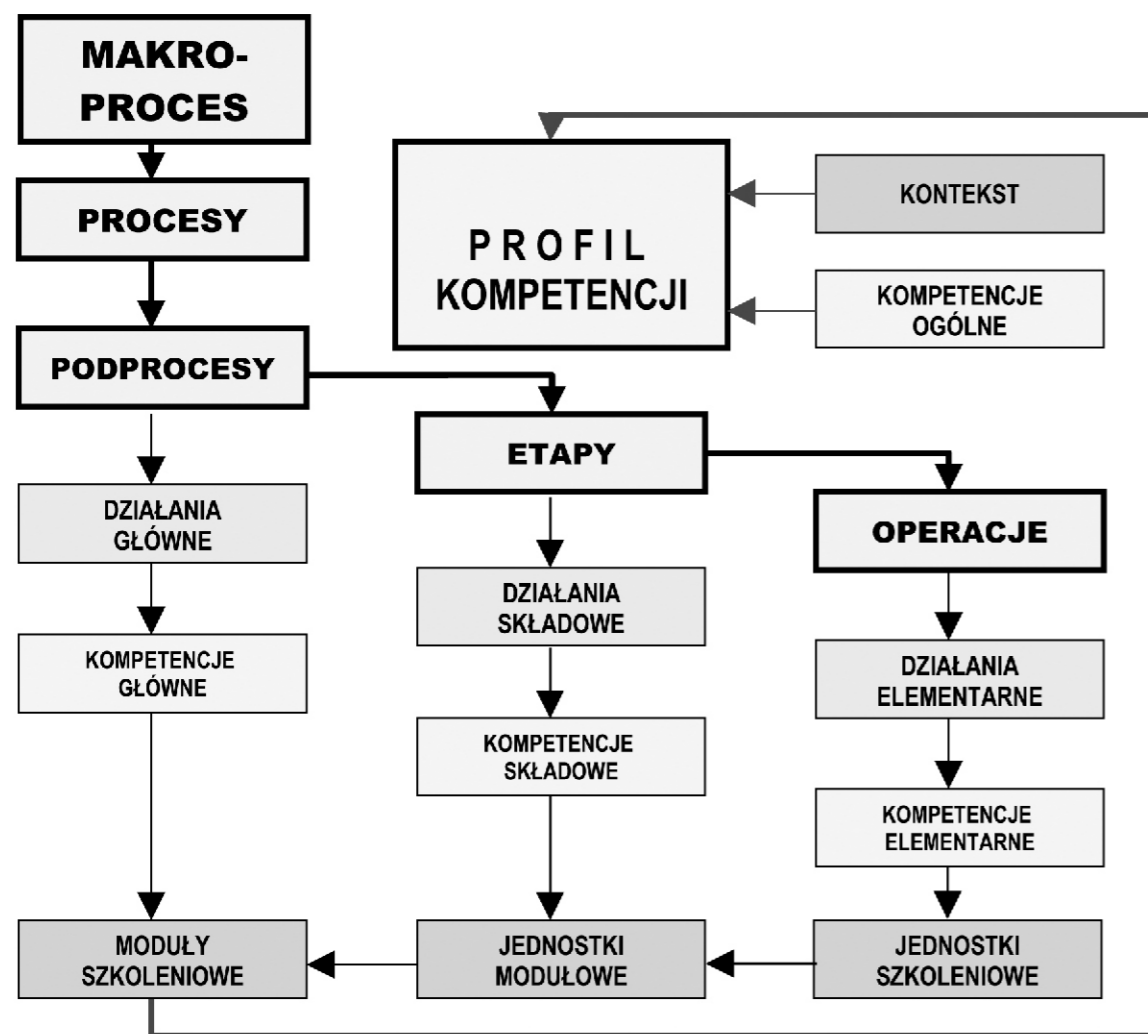 MAKRO-
PROCES
PROCESY
PODPROCESY
PROFIL
KOMPETENCJI
KONTEKST
KOMPETENCJE
OGÓLNE
ETAPY
OPERACJE
DZIAŁANIA
GŁÓWNE
KOMPETENCJE
GŁÓWNE
DZIAŁANIA
SKŁADOWE
KOMPETENCJE
SKŁADOWE
DZIAŁANIA
ELEMENTARNE
KOMPETENCJE
ELEMENTARNE
MODUŁY
SZKOLENIOWE
JEDNOSTKI
MODUŁOWE
JEDNOSTKI
SZKOLENIOWE